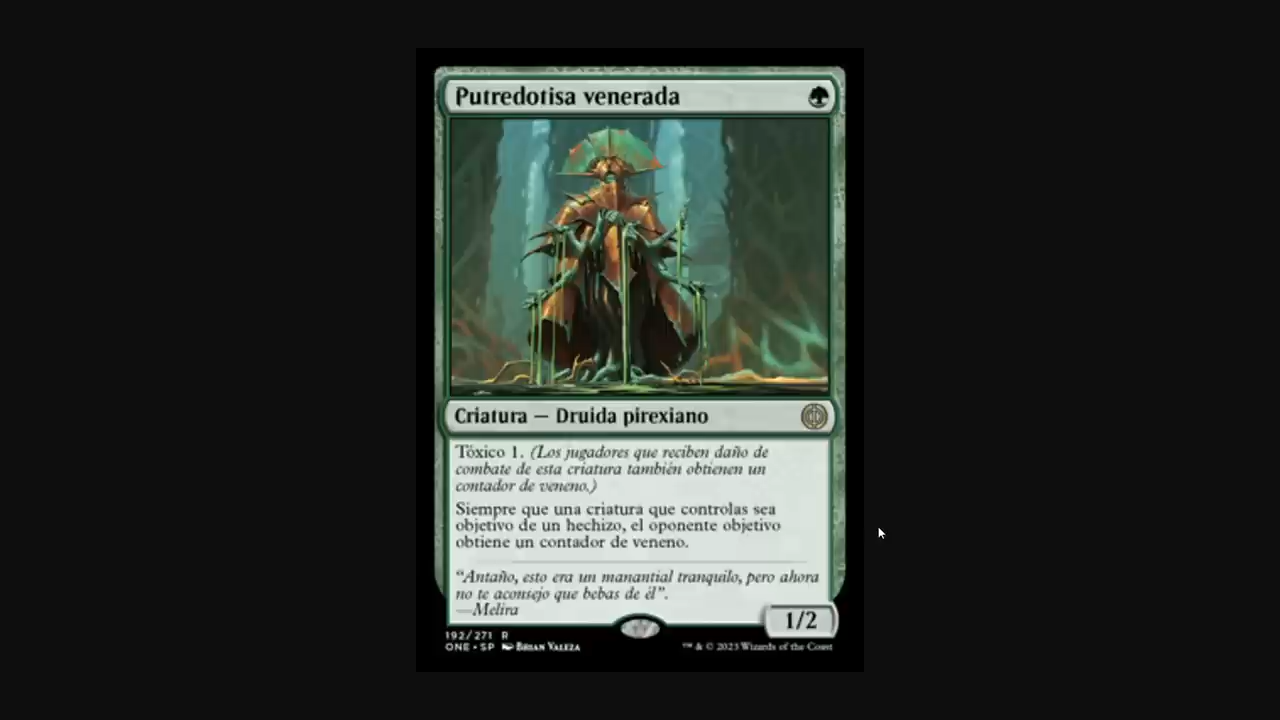 Putredotisa venerada
Criatura — Druida pirexiano
Tóxico 1. (Los jugadores que reciben daño de
combate de esta criatura también obtienen un
contador de veneno.)
Siempre que una criatura que controlas sea
objetivo de un hechizo, el oponente objetivo
obtiene un contador de veneno.
“Antaño, esto era un manantial tranquilo, pero ahora
no te aconsejo que bebas de él”.
—Melira
1/2
192/271 R
ONE • SP Brian Valeza
™ & © 2023 Wizards of the Coast